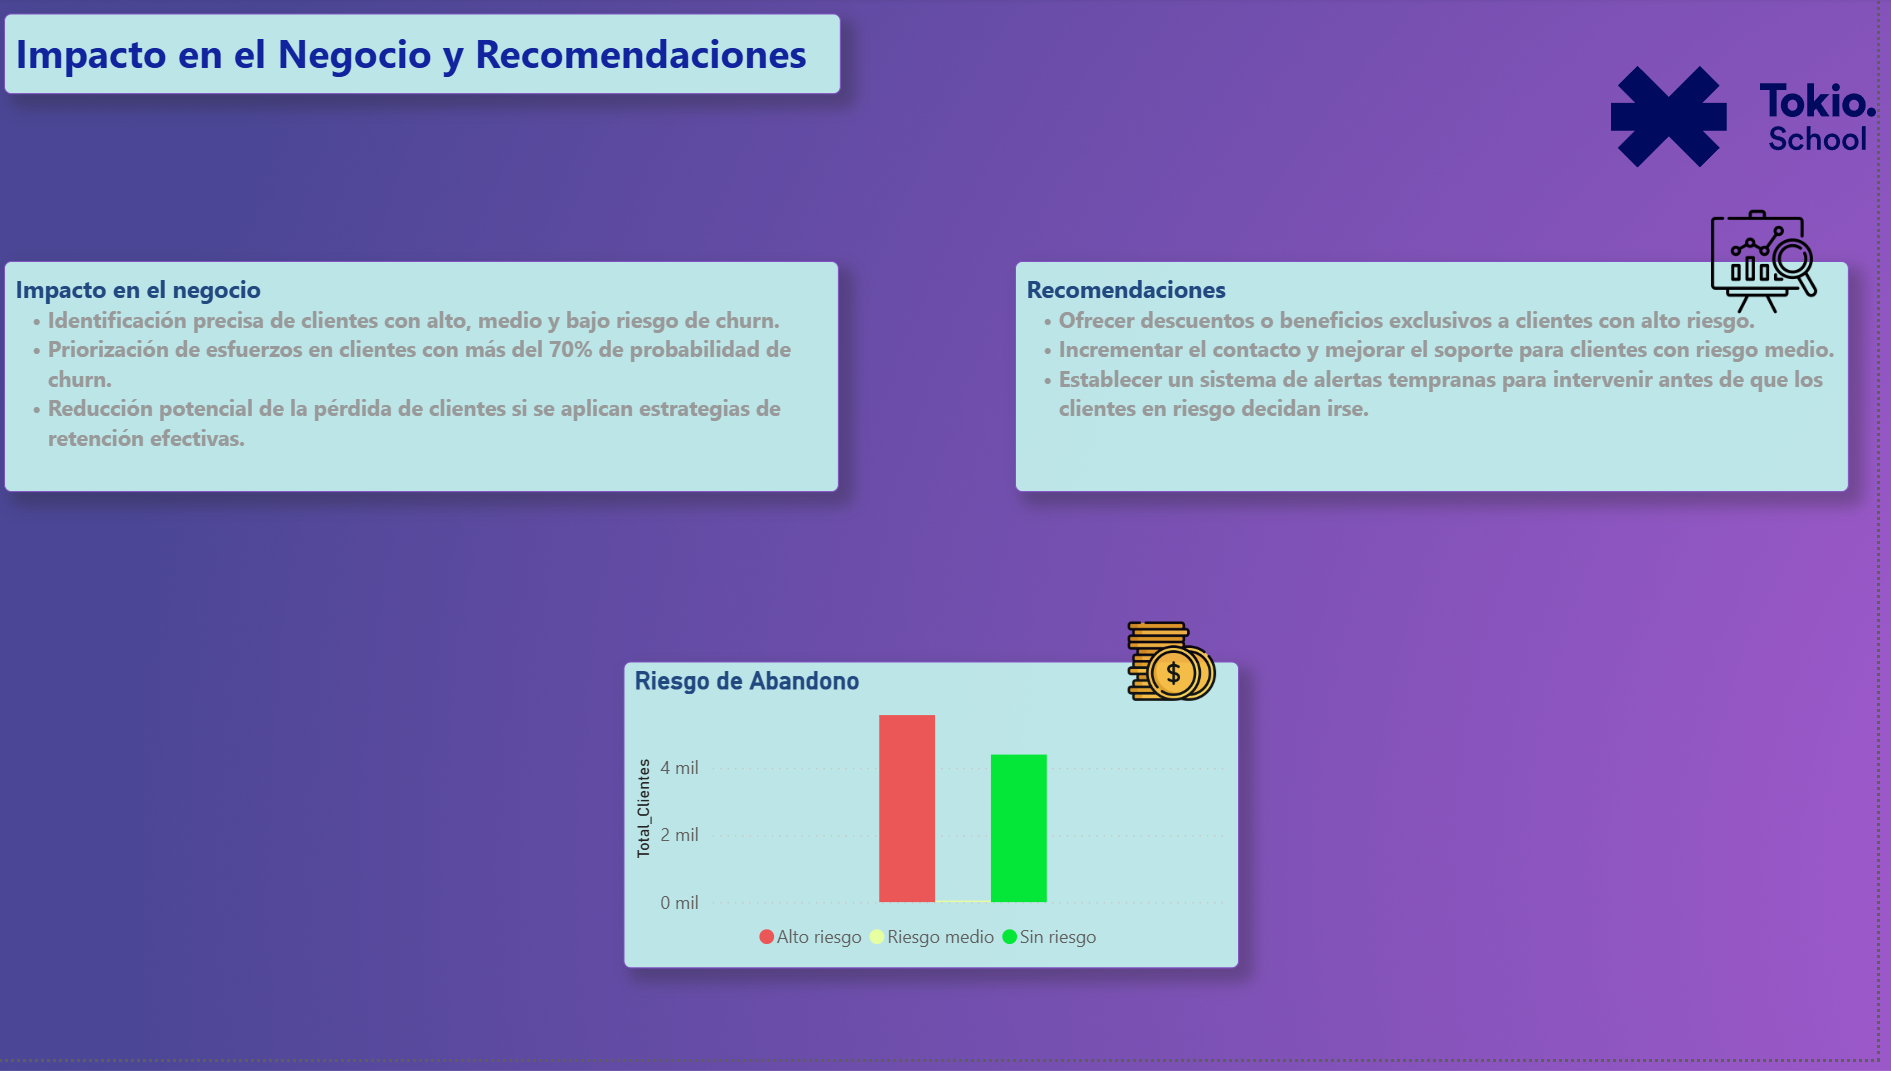 Impacto en el Negocio y Recomendaciones
Tokio.
School
Impacto en el negocio
• Identificación precisa de clientes con alto, medio y bajo riesgo de churn.
• Priorización de esfuerzos en clientes con más del 70% de probabilidad de
churn.
• Reducción potencial de la pérdida de clientes si se aplican estrategias de
retención efectivas.
Recomendaciones
• Ofrecer descuentos o beneficios exclusivos a clientes con alto riesgo.
• Incrementar el contacto y mejorar el soporte para clientes con riesgo medio.
• Establecer un sistema de alertas tempranas para intervenir antes de que los
clientes en riesgo decidan irse.
$
Riesgo de Abandono
Total_Clientes
4 mil
2 mil
0 mil
Alto riesgo Riesgo medio Sin riesgo